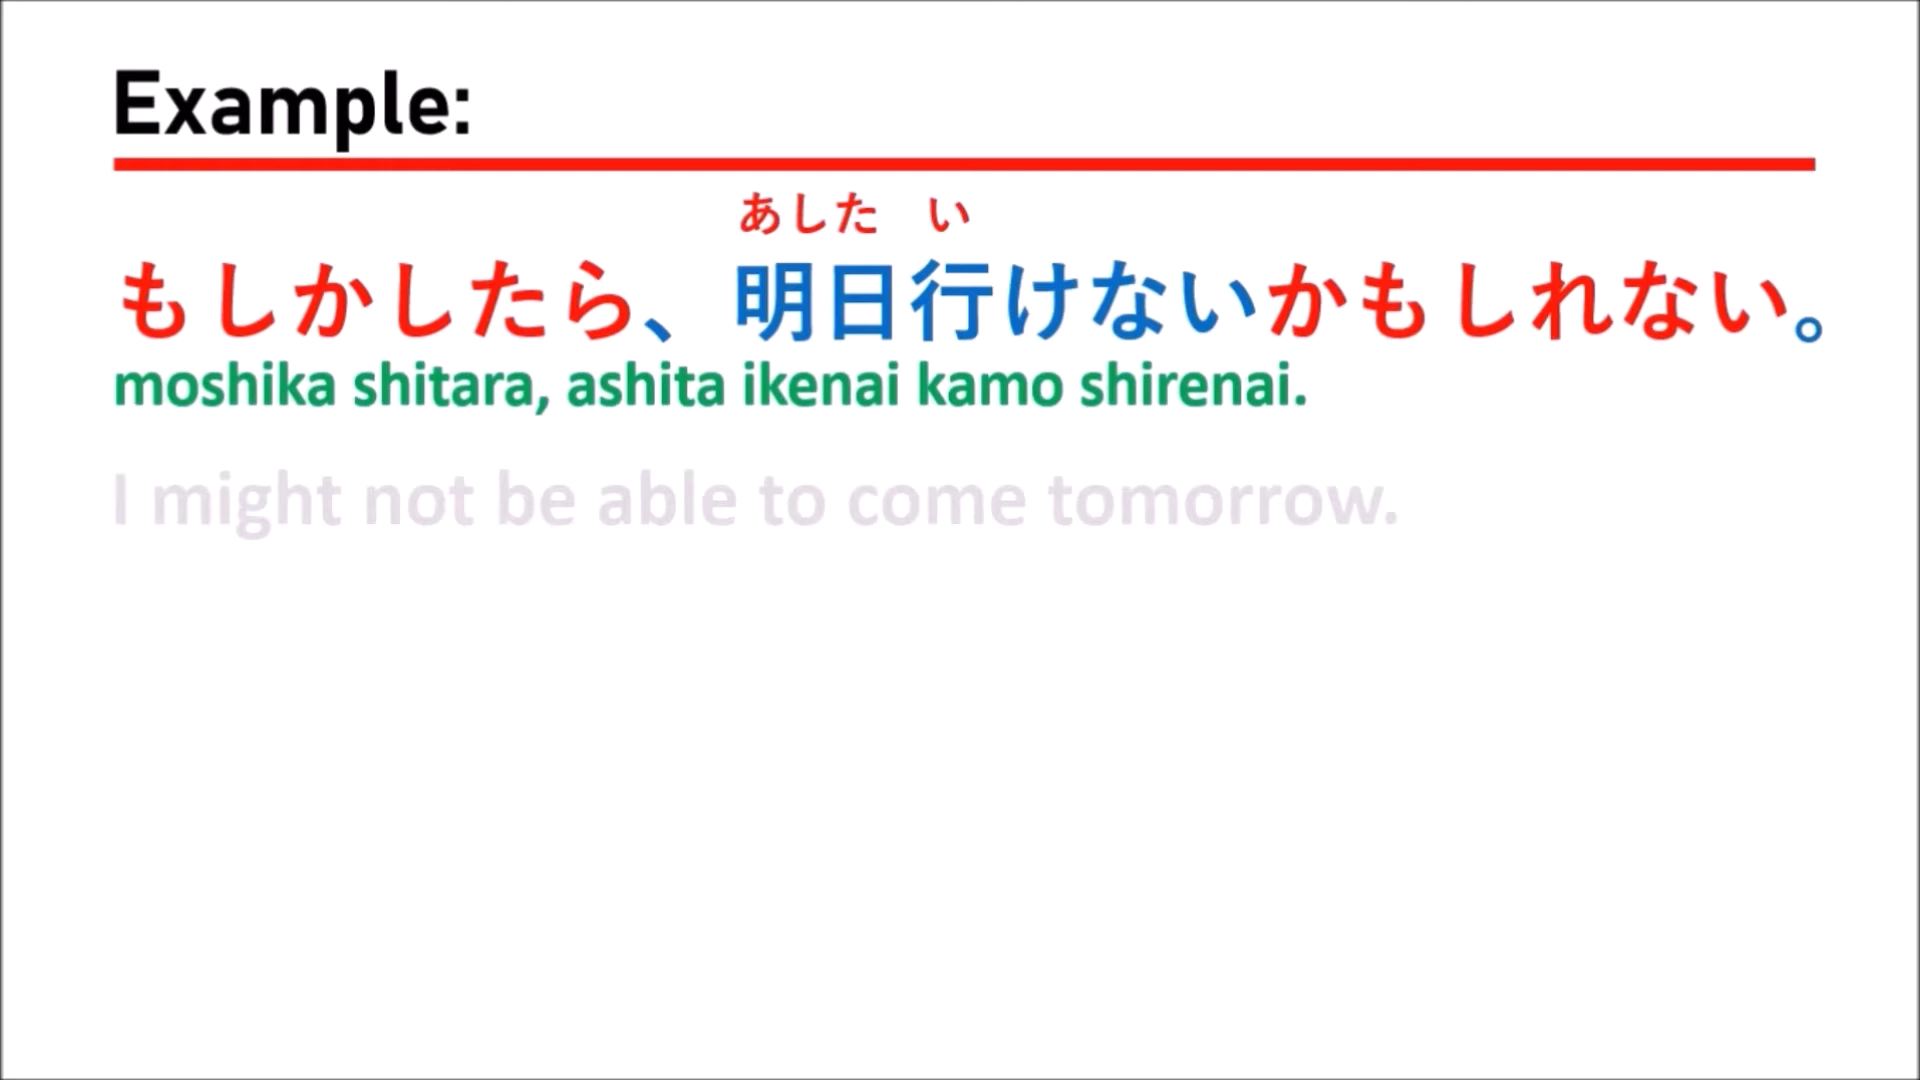 Example:
あした い
もしかしたら、明日行けないかもしれない。
moshika shitara, ashita ikenai kamo shirenai.
I might not be able to come tomorrow.